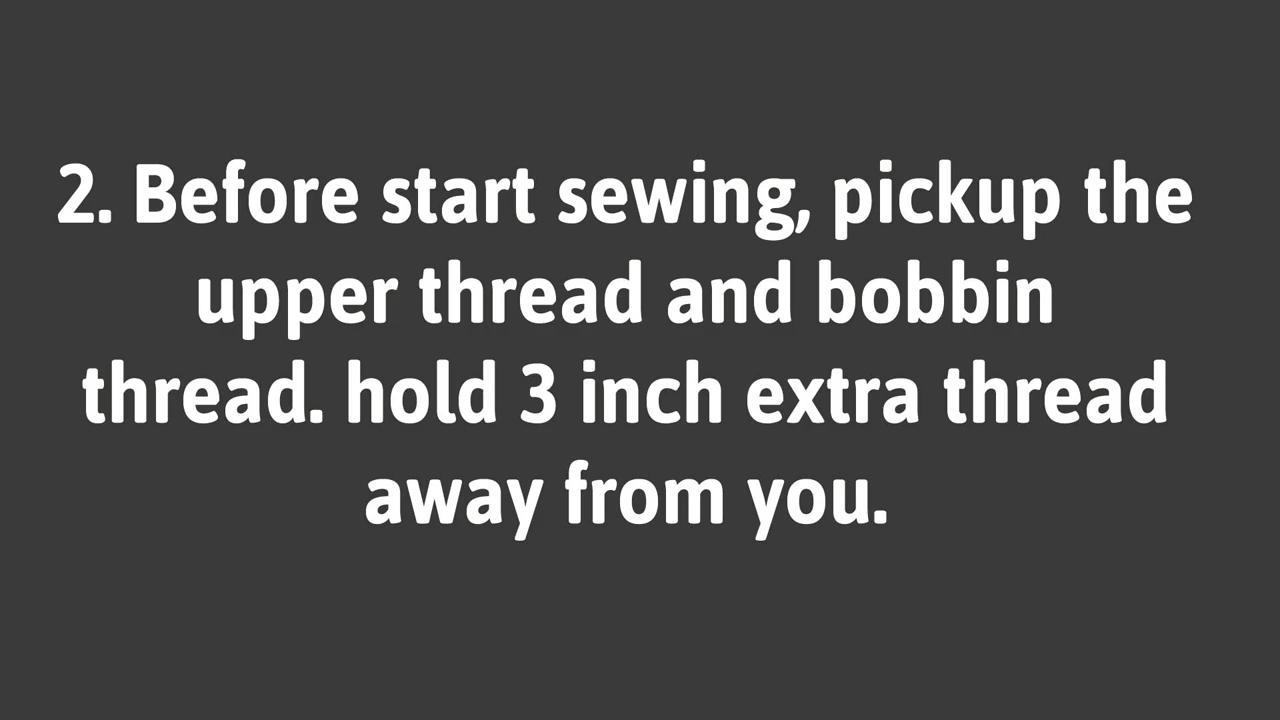 2. Before start sewing, pickup the
upper thread and bobbin
thread. hold 3 inch extra thread
away from you.